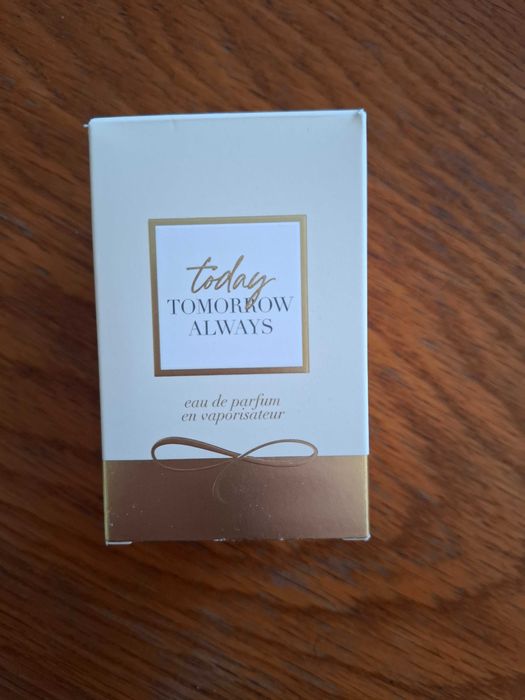 today
TOMORROW
ALWAYS
eau de parfum
en vaporisateur